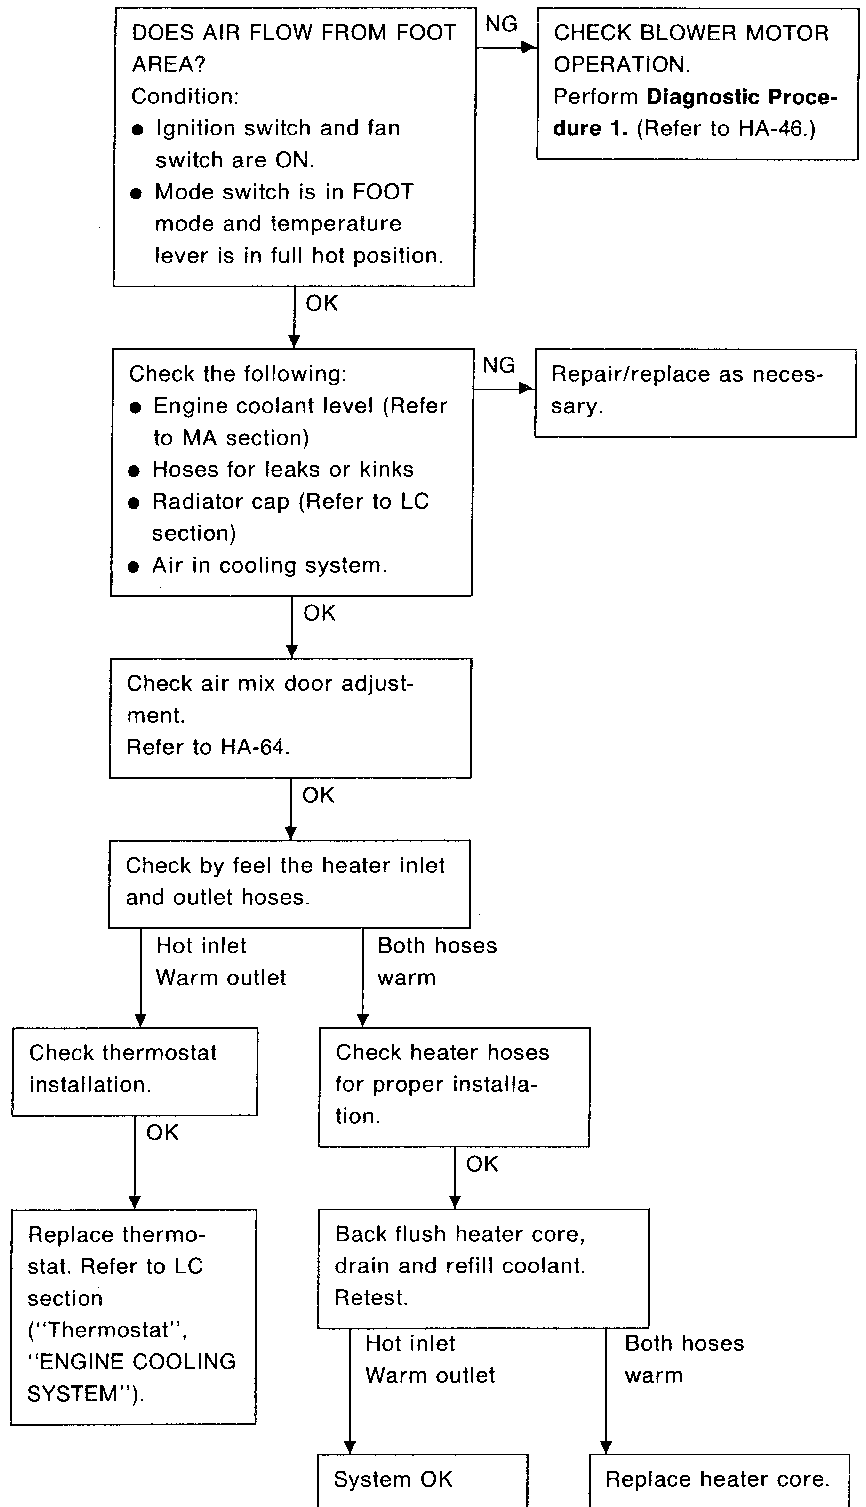 DOES AIR FLOW FROM FOOT
AREA?
Condition:
● Ignition switch and fan
switch are ON.
● Mode switch is in FOOT
mode and temperature
lever is in full hot position.
NG
CHECK BLOWER MOTOR
OPERATION.
Perform Diagnostic Proce-
dure 1. (Refer to HA-46.)
OK
Check the following:
● Engine coolant level (Refer
to MA section)
● Hoses for leaks or kinks
● Radiator cap (Refer to LC
section)
● Air in cooling system.
NG
Repair/replace as neces-
sary.
OK
Check air mix door adjust-
ment.
Refer to HA-64.
OK
Check by feel the heater inlet
and outlet hoses.
Hot inlet
Warm outlet
Both hoses
warm
Check thermostat
installation.
Check heater hoses
for proper installa-
tion.
OK
OK
Replace thermo-
stat. Refer to LC
section
(''Thermostat'',
''ENGINE COOLING
SYSTEM'').
Back flush heater core,
drain and refill coolant.
Retest.
Hot inlet
Warm outlet
Both hoses
warm
System OK
Replace heater core.